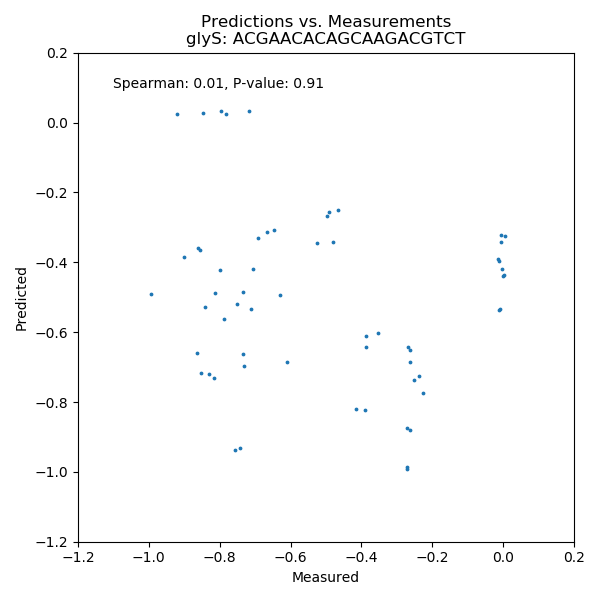 Predictions vs. Measurements
glyS: ACGAACACAGCAAGACGTCT
Spearman: 0.01, P-value: 0.91
0.2
0.0
−0.2
−0.4
−0.6
−0.8
−1.0
−1.2
Predicted
−1.2 −1.0 −0.8 −0.6 −0.4 −0.2 0.0 0.2
Measured